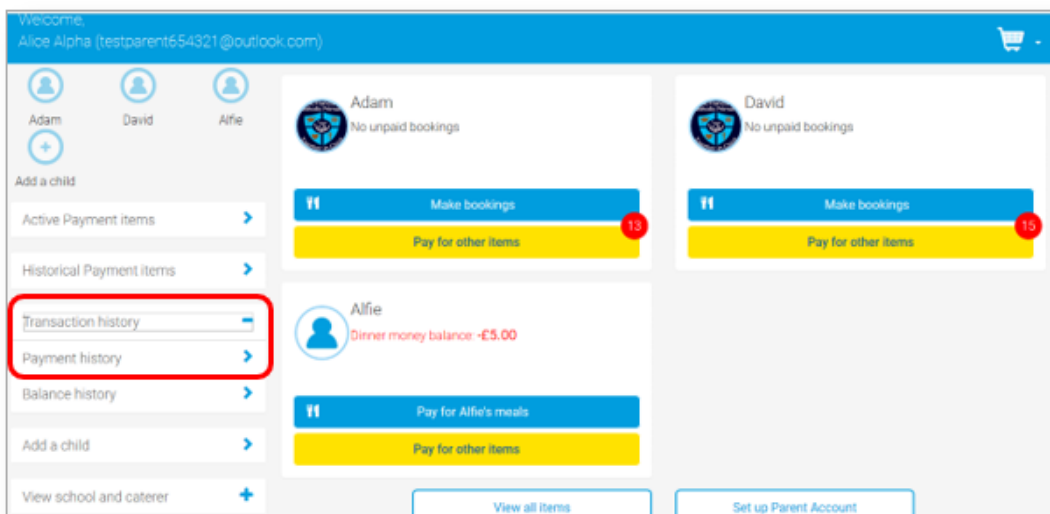 Welcome,
Alice Alpha (testparent654321@outlook.com)
Adam
David
Alfie
Add a child
Active Payment items
Historical Payment items
Transaction history
Payment history
Balance history
Add a child
View school and caterer
Adam
No unpaid bookings
Make bookings
13
Pay for other items
David
No unpaid bookings
Make bookings
15
Pay for other items
Alfie
Dinner money balance: -£5.00
Pay for Alfie's meals
Pay for other items
View all items
Set up Parent Account